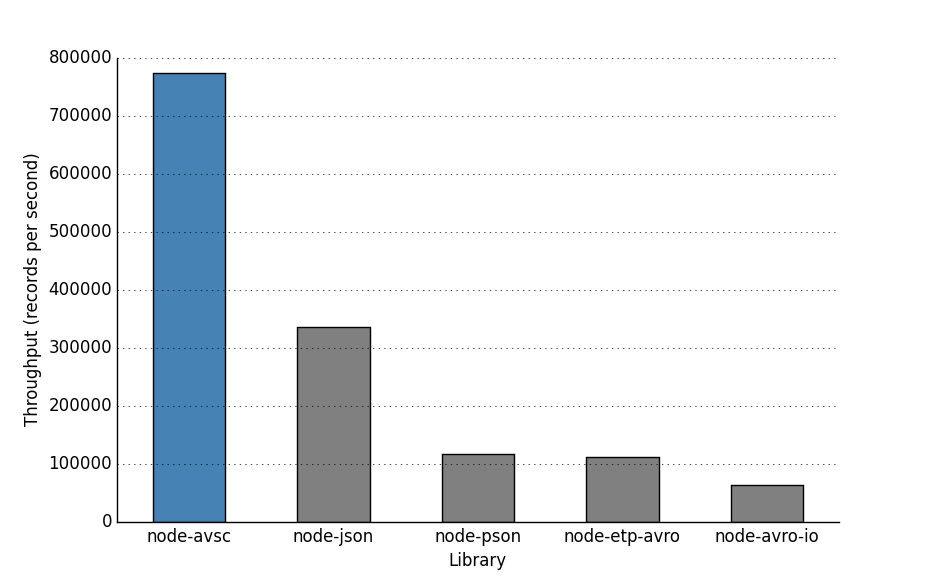 Throughput (records per second)
800000
700000
600000
500000
400000
300000
200000
100000
0
node-avsc
node-json
node-pson
node-etp-avro
node-avro-io
Library